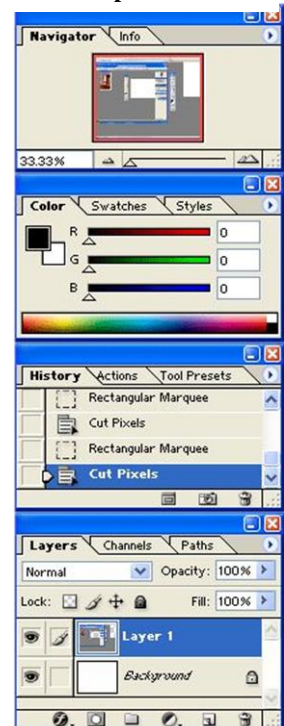 Navigator Info
33.33%
Color Swatches Styles
R 0
G 0
B 0
History Actions Tool Presets
Rectangular Marquee
Cut Pixels
Rectangular Marquee
Cut Pixels
Layers Channels Paths
Normal Opacity: 100%
Lock: Fill: 100%
Layer 1
Background